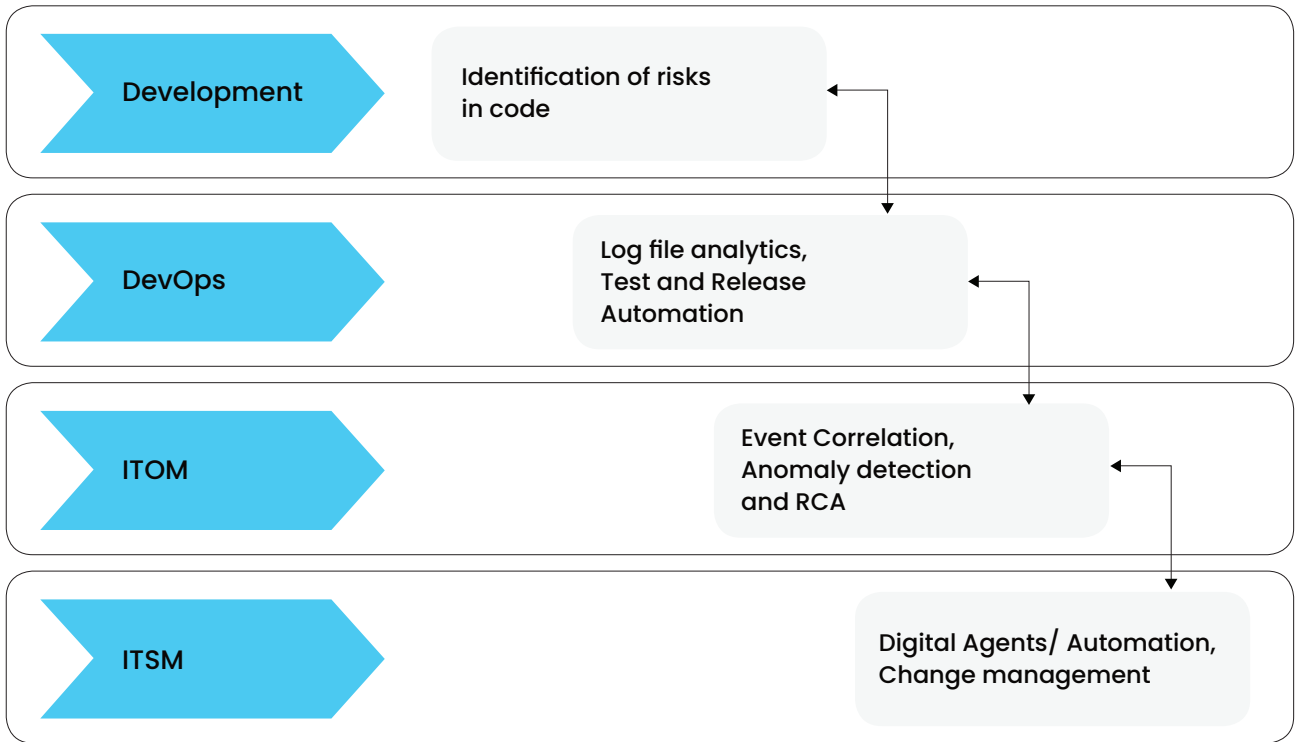 Development
Identification of risks
in code
DevOps
Log file analytics,
Test and Release
Automation
ITOM
Event Correlation,
Anomaly detection
and RCA
ITSM
Digital Agents/ Automation,
Change management